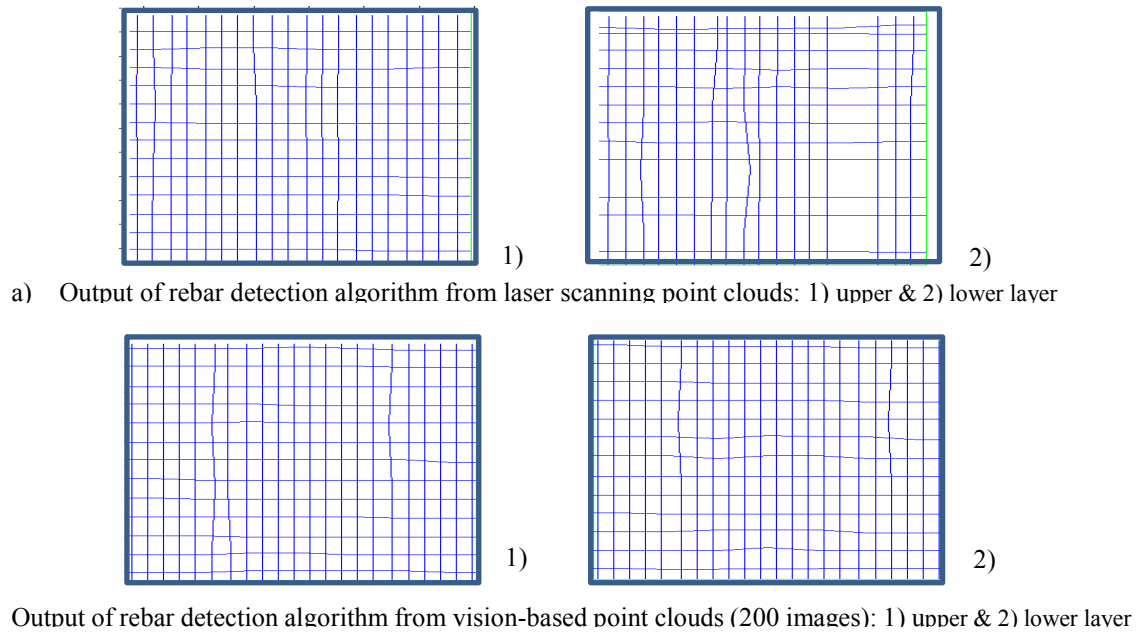 1)
2)
a) Output of rebar detection algorithm from laser scanning point clouds: 1) upper & 2) lower layer
1)
2)
Output of rebar detection algorithm from vision-based point clouds (200 images): 1) upper & 2) lower layer